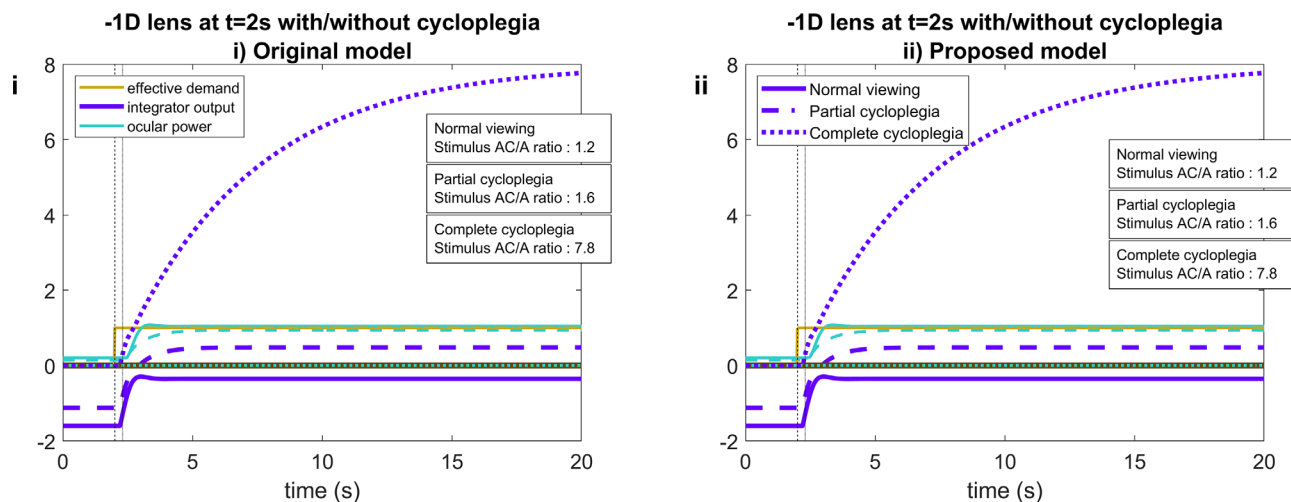 -1D lens at t=2s with/without cycloplegia
i) Original model
i
effective demand
integrator output
ocular power
Normal viewing
Stimulus AC/A ratio : 1.2
Partial cycloplegia
Stimulus AC/A ratio : 1.6
Complete cycloplegia
Stimulus AC/A ratio : 7.8
8
6
4
2
0
-2
0
5
10
15
20
time (s)
-1D lens at t=2s with/without cycloplegia
ii) Proposed model
ii
Normal viewing
Partial cycloplegia
Complete cycloplegia
Normal viewing
Stimulus AC/A ratio : 1.2
Partial cycloplegia
Stimulus AC/A ratio : 1.6
Complete cycloplegia
Stimulus AC/A ratio : 7.8
8
6
4
2
0
-2
0
5
10
15
20
time (s)